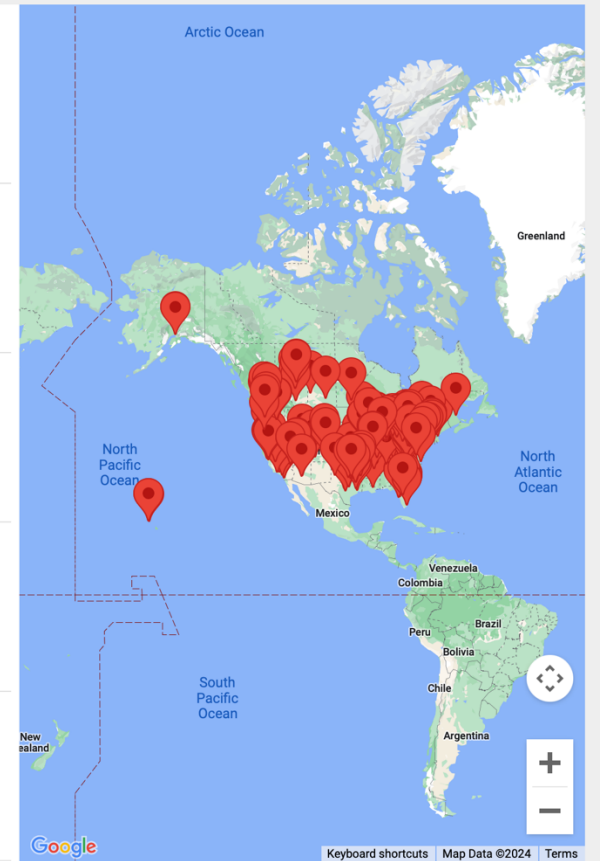 Arctic Ocean
Greenland
North
Pacific
Ocean
North
Atlantic
Ocean
Mexico
Venezuela
Colombia
Brazil
Peru
Bolivia
South
Pacific
Ocean
Chile
New
ealand
Argentina
Google
Keyboard shortcuts
Map Data ©2024
Terms